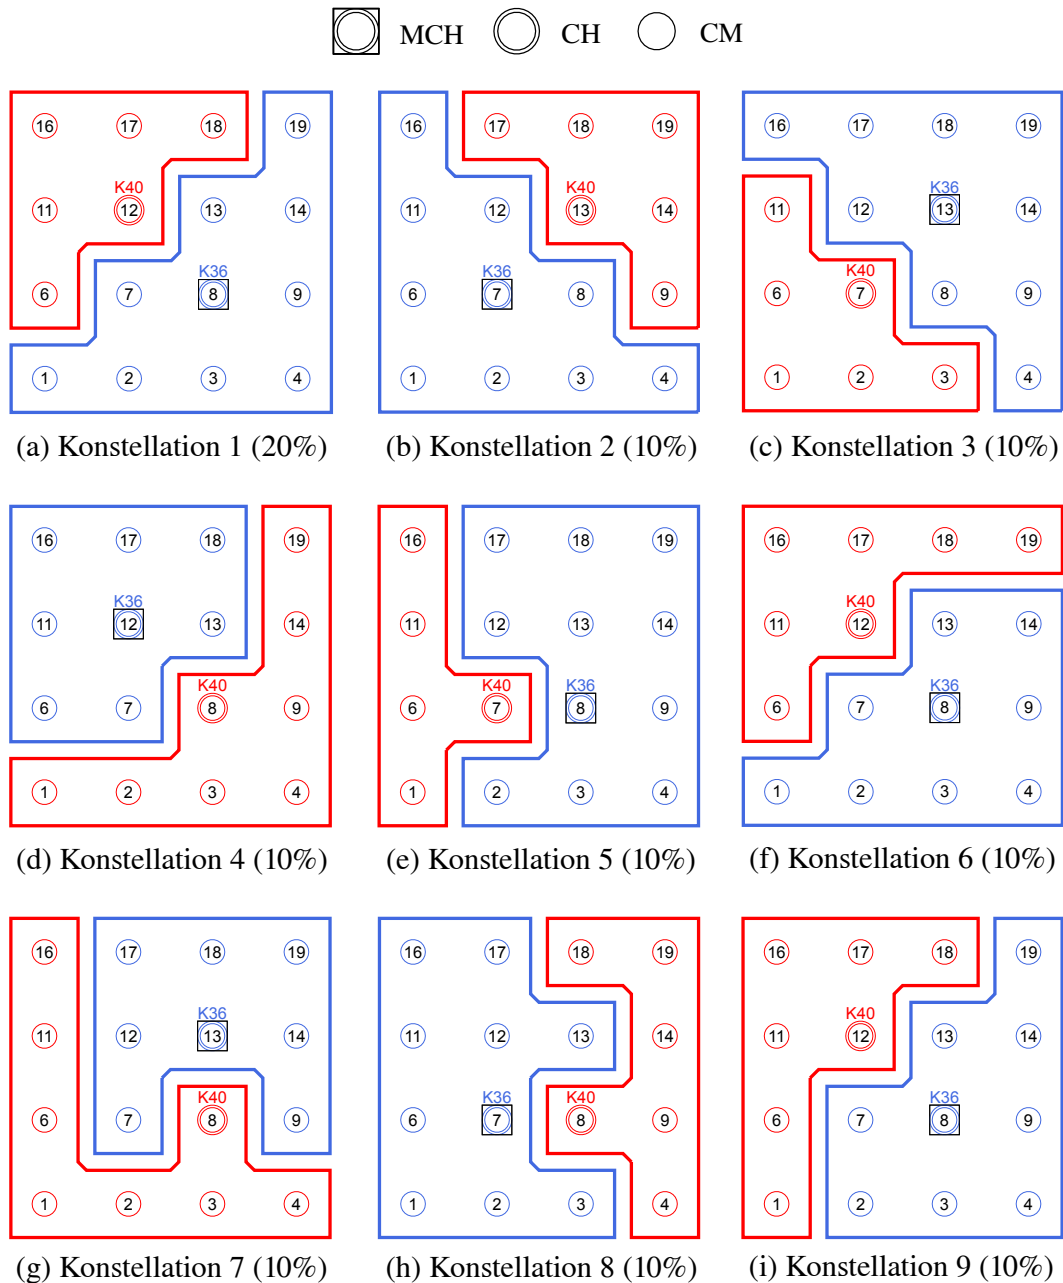 MCH CH CM
16 17 18 19
K40
11 12 13 14
K36
6 7 8 9
1 2 3 4
(a) Konstellation 1 (20%)
16 17 18 19
K40
11 12 13 14
K36
6 7 8 9
1 2 3 4
(b) Konstellation 2 (10%)
16 17 18 19
K36
11 12 13 14
K40
6 7 8 9
1 2 3 4
(c) Konstellation 3 (10%)
16 17 18 19
K36
11 12 13 14
K40
6 7 8 9
1 2 3 4
(d) Konstellation 4 (10%)
16 17 18 19
11 12 13 14
K40 K36
6 7 8 9
1 2 3 4
(e) Konstellation 5 (10%)
16 17 18 19
K40
11 12 13 14
K36
6 7 8 9
1 2 3 4
(f) Konstellation 6 (10%)
16 17 18 19
K36
11 12 13 14
K40
6 7 8 9
1 2 3 4
(g) Konstellation 7 (10%)
16 17 18 19
11 12 13 14
K36 K40
6 7 8 9
1 2 3 4
(h) Konstellation 8 (10%)
16 17 18 19
K40
11 12 13 14
K36
6 7 8 9
1 2 3 4
(i) Konstellation 9 (10%)